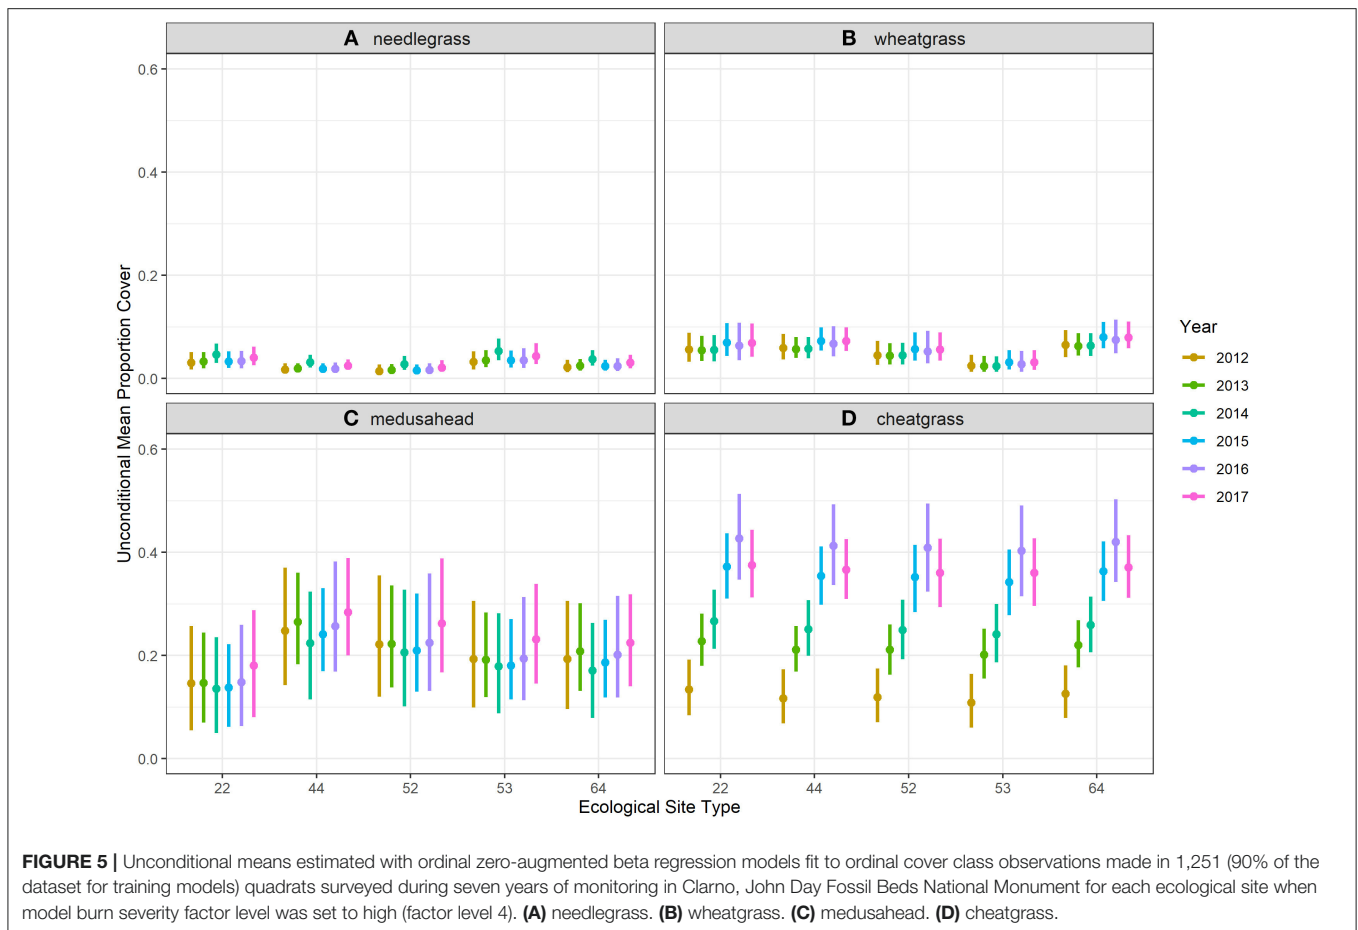 A needlegrass
B wheatgrass
0.6
0.4
0.2
0.0
C medusahead
D cheatgrass
0.6
0.4
0.2
0.0
Unconditional Mean Proportion Cover
22 44 52 53 64
22 44 52 53 64
Ecological Site Type
Year
2012
2013
2014
2015
2016
2017
FIGURE 5 | Unconditional means estimated with ordinal zero-augmented beta regression models fit to ordinal cover class observations made in 1,251 (90% of the
dataset for training models) quadrats surveyed during seven years of monitoring in Clarno, John Day Fossil Beds National Monument for each ecological site when
model burn severity factor level was set to high (factor level 4). (A) needlegrass. (B) wheatgrass. (C) medusahead. (D) cheatgrass.